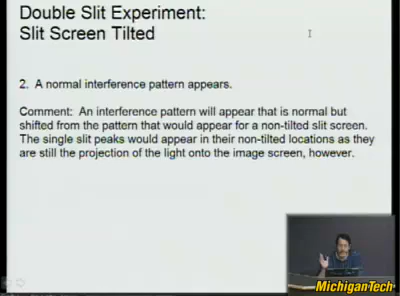 Double Slit Experiment:
Slit Screen Tilted
2. A normal interference pattern appears.
Comment: An interference pattern will appear that is normal but
shifted from the pattern that would appear for a non-tilted slit screen.
The single slit peaks would appear in their non-tilted locations as they
are still the projection of the light onto the image screen, however.
MichiganTech